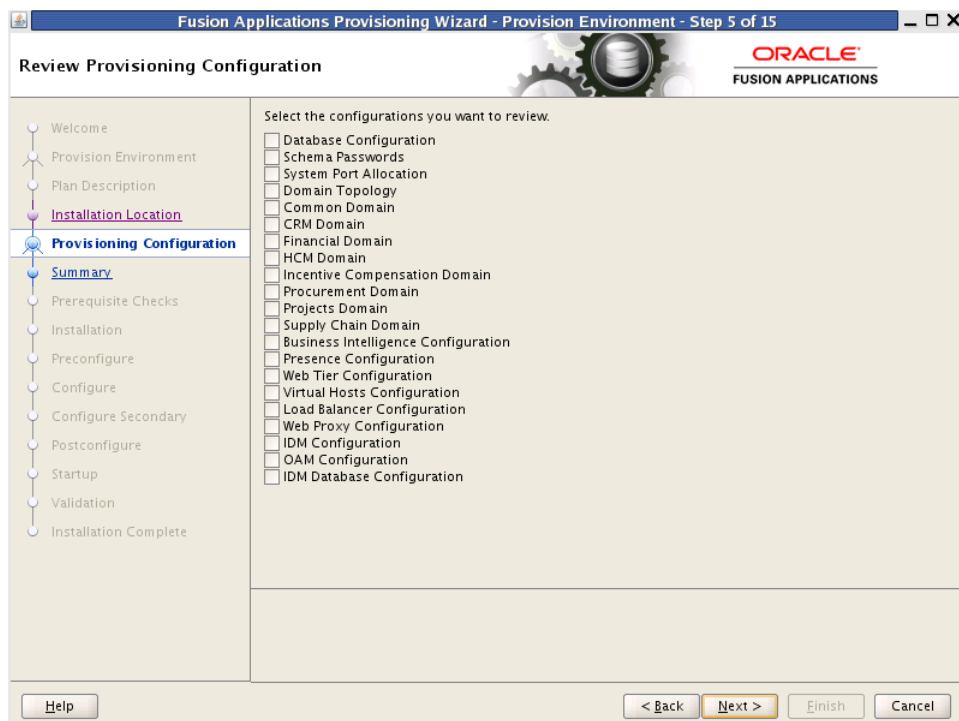 Fusion Applications Provisioning Wizard - Provision Environment - Step 5 of 15
Review Provisioning Configuration
ORACLE
FUSION APPLICATIONS
Welcome
Provision Environment
Plan Description
Installation Location
Provisioning Configuration
Summary
Prerequisite Checks
Installation
Preconfigure
Configure
Configure Secondary
Postconfigure
Startup
Validation
Installation Complete
Select the configurations you want to review.
Database Configuration
Schema Passwords
System Port Allocation
Domain Topology
Common Domain
CRM Domain
Financial Domain
HCM Domain
Incentive Compensation Domain
Procurement Domain
Projects Domain
Supply Chain Domain
Business Intelligence Configuration
Presence Configuration
Web Tier Configuration
Virtual Hosts Configuration
Load Balancer Configuration
Web Proxy Configuration
IDM Configuration
OAM Configuration
IDM Database Configuration
Help
< Back
Next >
Finish
Cancel